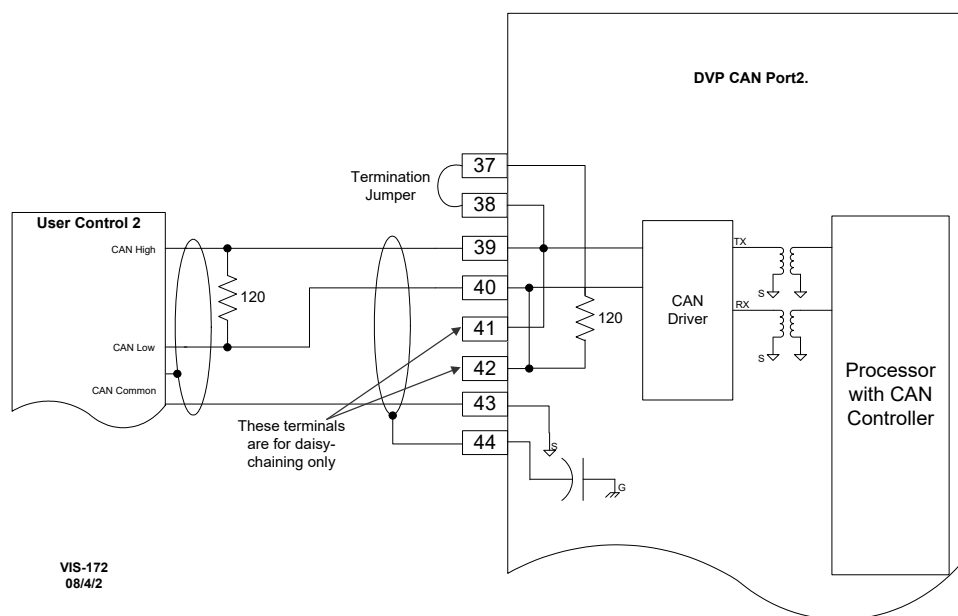 DVP CAN Port2.
Termination
Jumper
37
38
39
40
41
42
43
44
User Control 2
CAN High
120
CAN Low
CAN Common
These terminals
are for daisy-
chaining only
120
CAN
Driver
TX
RX
S
S
S
G
Processor
with CAN
Controller
VIS-172
08/4/2